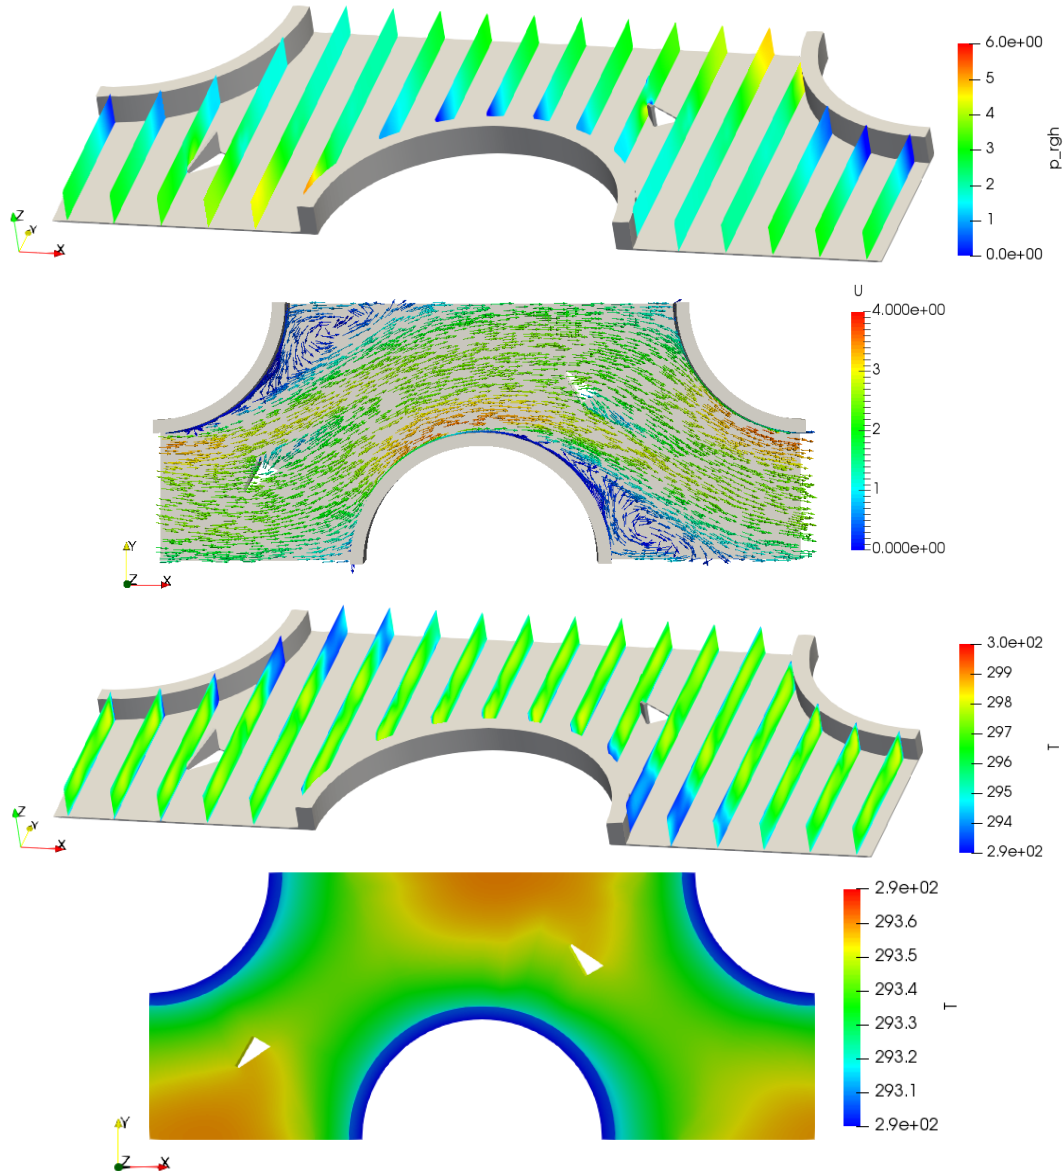 6.0e+00
5
4
3
2
1
0.0e+00
p_rgh
Z
Y
X
U
4.000e+00
3
2
1
0.000e+00
Y
Z
X
3.0e+02
299
298
297
296
295
294
2.9e+02
T
Z
Y
X
2.9e+02
293.6
293.5
293.4
293.3
293.2
293.1
2.9e+02
T
Y
Z
X